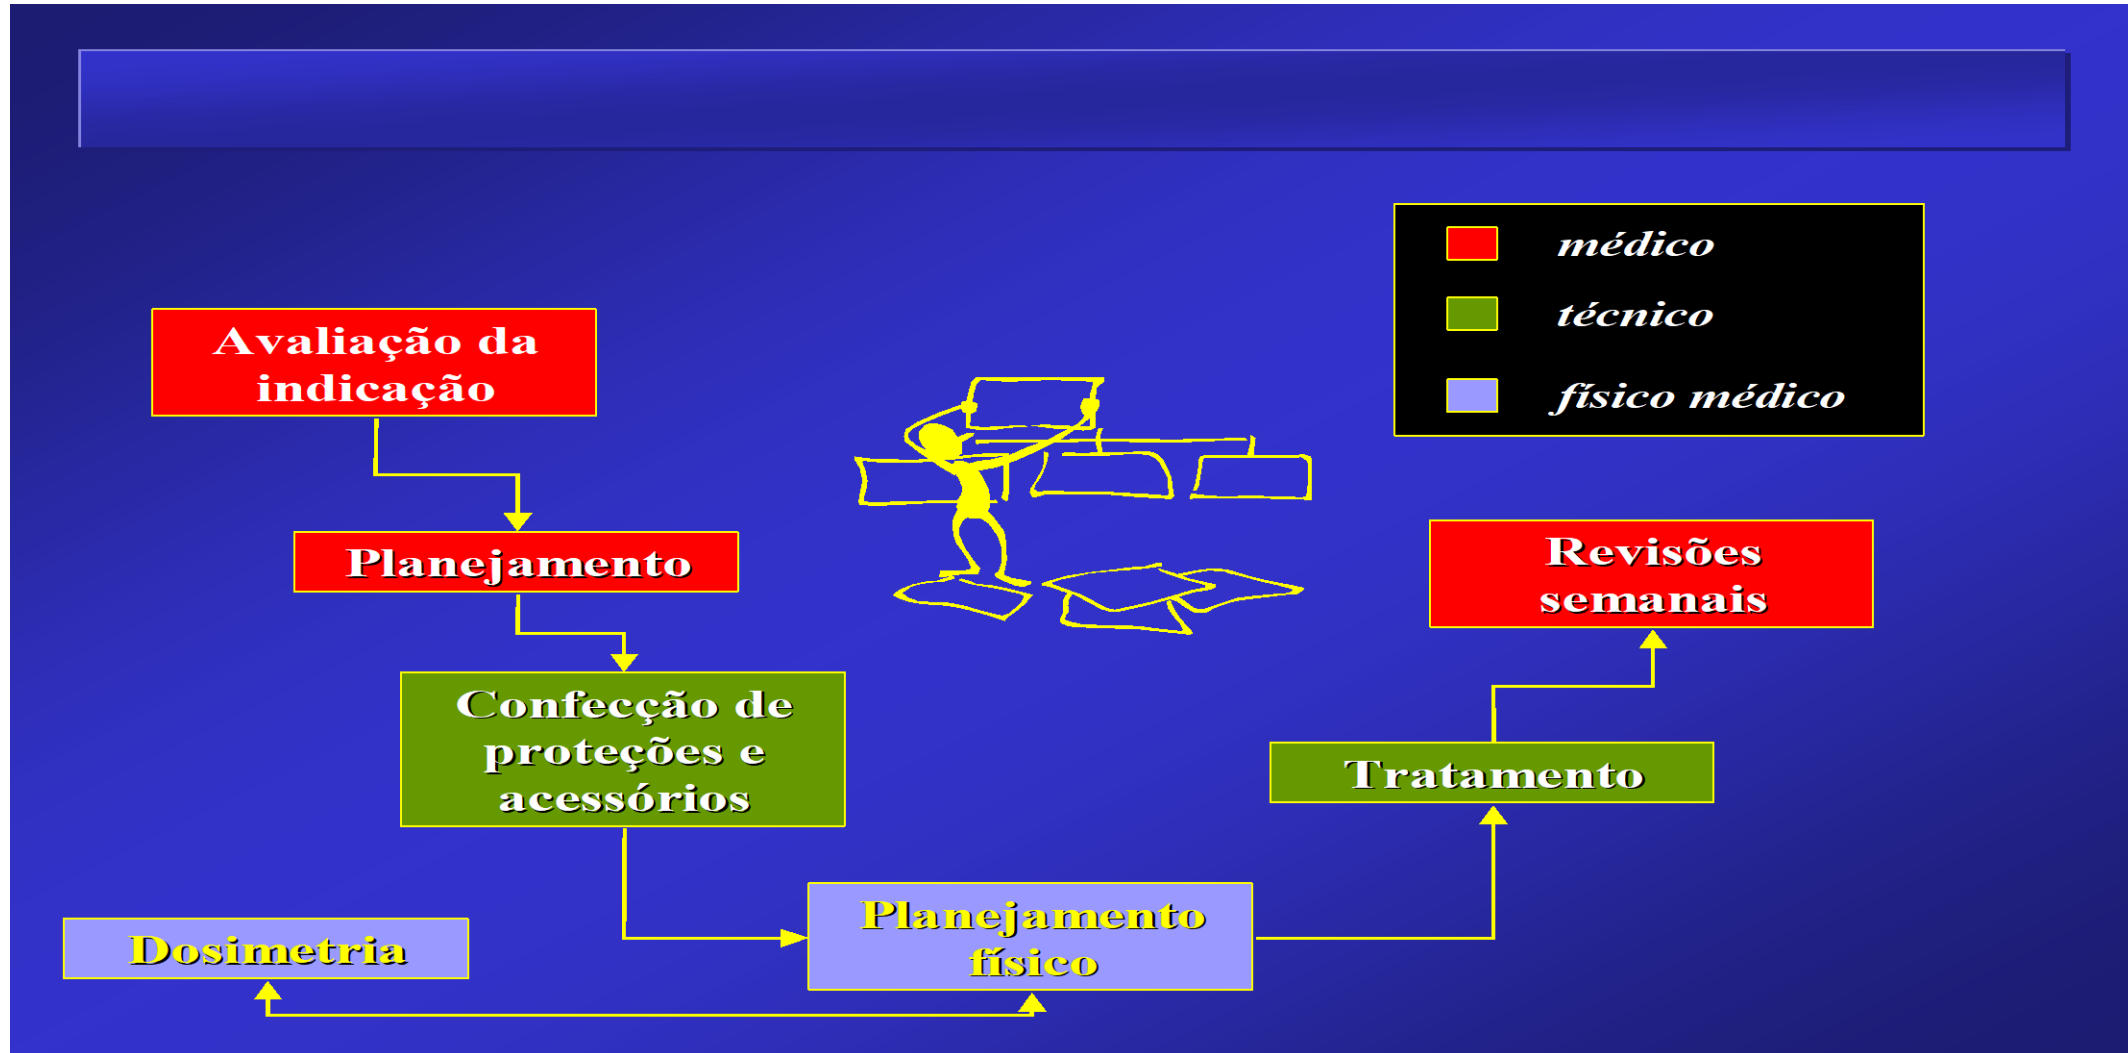 médico
técnico
físico médico
Avaliação da
indicação
Planejamento
Confecção de
proteções e
acessórios
Dosimetria
Planejamento
físico
Tratamento
Revisões
semanais